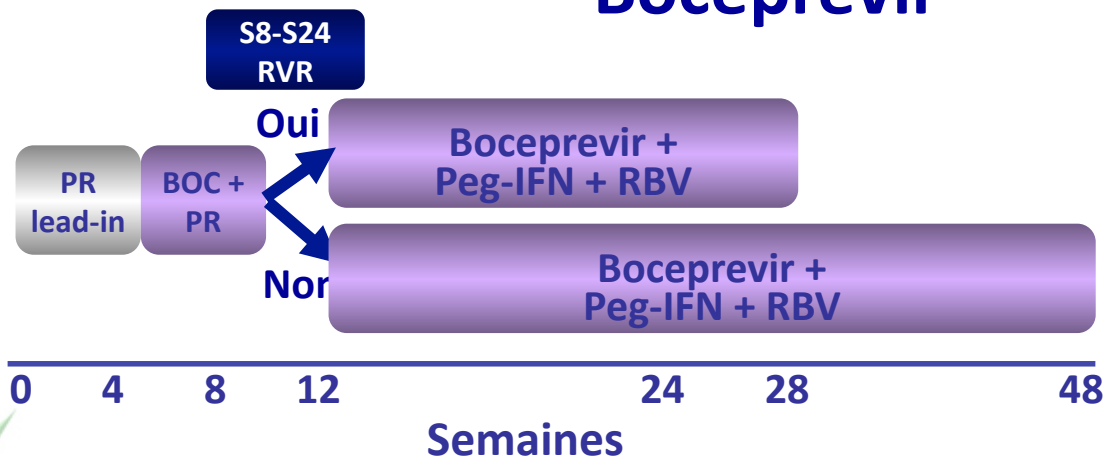 Boceprevir
S8-S24
RVR
Oui
Boceprevir +
Peg-IFN + RBV
PR
lead-in
BOC +
PR
Non
Boceprevir +
Peg-IFN + RBV
0 4 8 12 24 28 48
Semaines